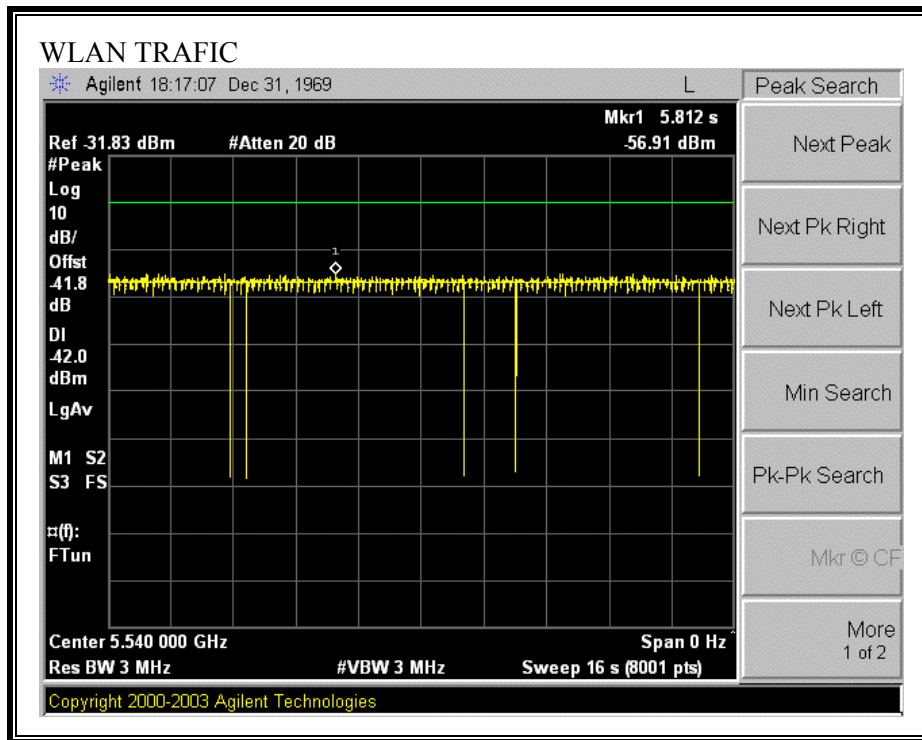 WLAN TRAFIC
Agilent 18:17:07 Dec 31, 1969 L
Peak Search
Mkr1 5.812 s
Ref -31.83 dBm #Atten 20 dB -56.91 dBm
#Peak
Log
10
dB/
Offst
-41.8
dB
DI
-42.0
dBm
LgAv
M1 S2
S3 FS
¤(f):
FTun
1
Center 5.540 000 GHz Span 0 Hz^
Res BW 3 MHz #VBW 3 MHz Sweep 16 s (8001 pts)
Copyright 2000-2003 Agilent Technologies
Next Peak
Next Pk Right
Next Pk Left
Min Search
Pk-Pk Search
Mkr © CF
More
1 of 2